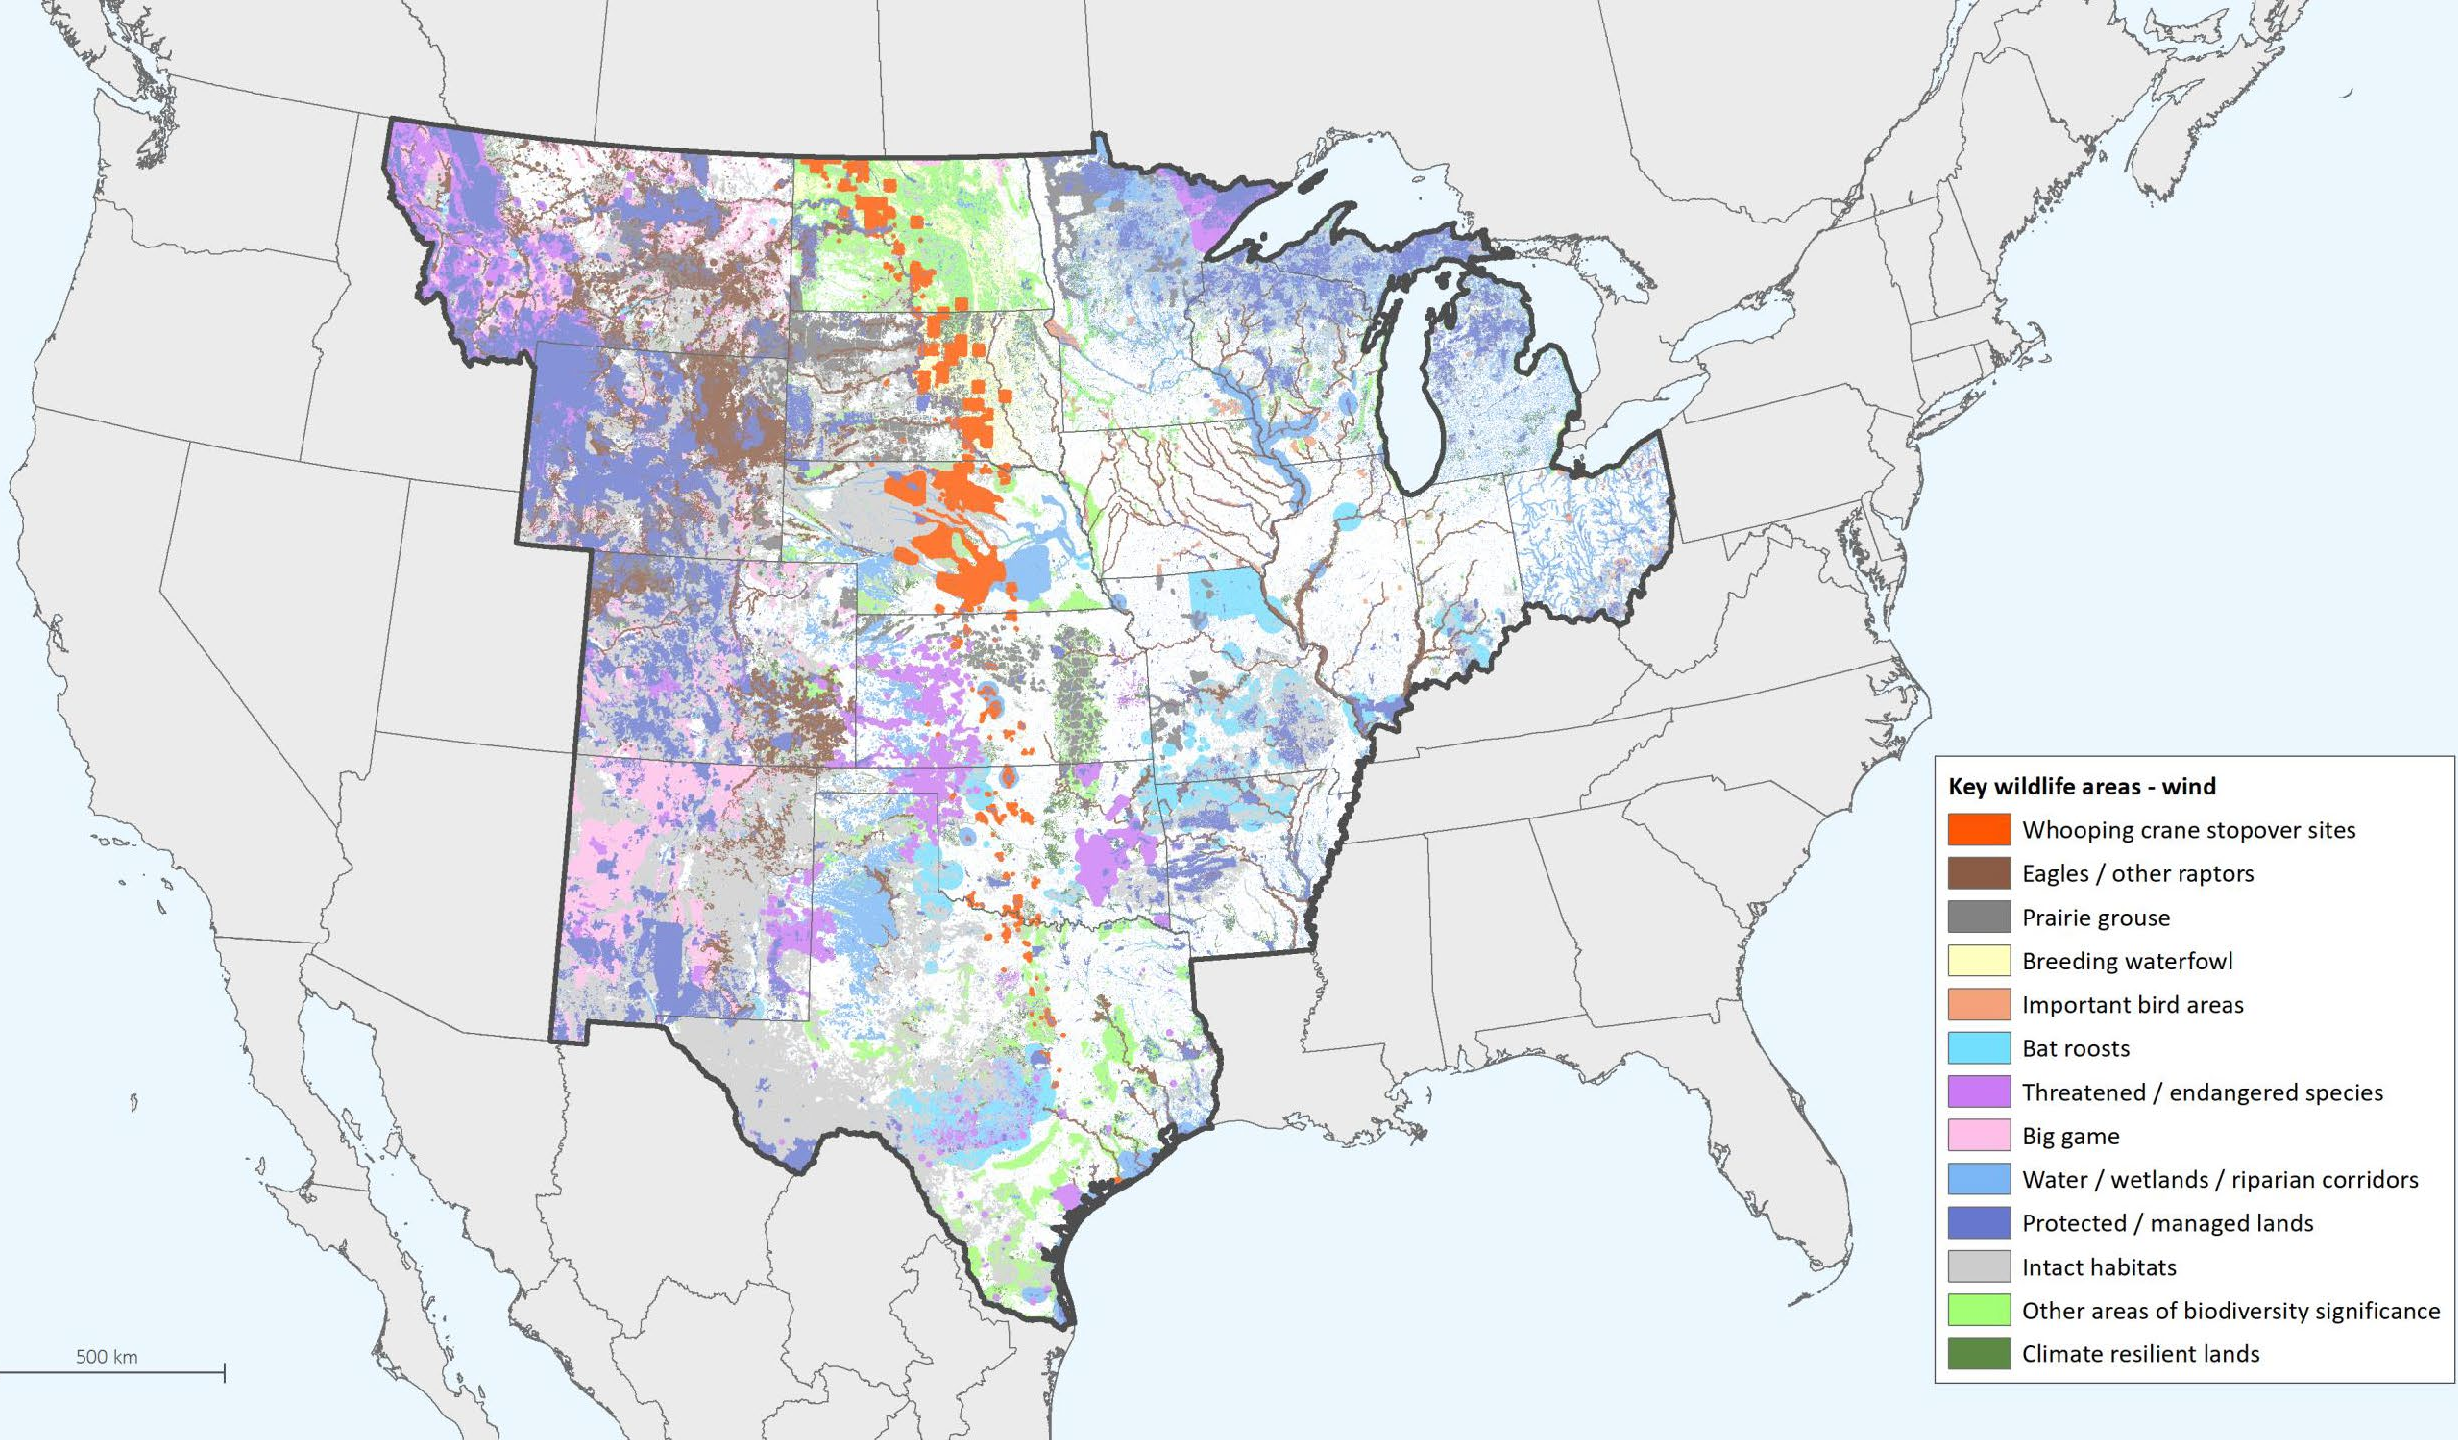 Key wildlife areas - wind
Whooping crane stopover sites
Eagles / other raptors
Prairie grouse
Breeding waterfowl
Important bird areas
Bat roosts
Threatened / endangered species
Big game
Water / wetlands / riparian corridors
Protected / managed lands
Intact habitats
Other areas of biodiversity significance
Climate resilient lands
500 km